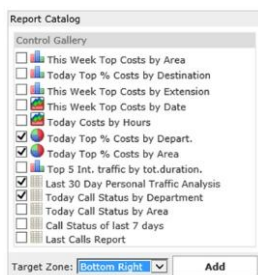 Report Catalog
Control Gallery
This Week Top Costs by Area
Today Top % Costs by Destination
This Week Top Costs by Extension
This Week Top Costs by Date
Today Costs by Hours
Today Top % Costs by Depart.
Today Top % Costs by Area
Top 5 Int. traffic by tot.duration.
Last 30 Day Personal Traffic Analysis
Today Call Status by Department
Today Call Status by Area
Call Status of last 7 days
Last Calls Report
Target Zone: Bottom Right Add